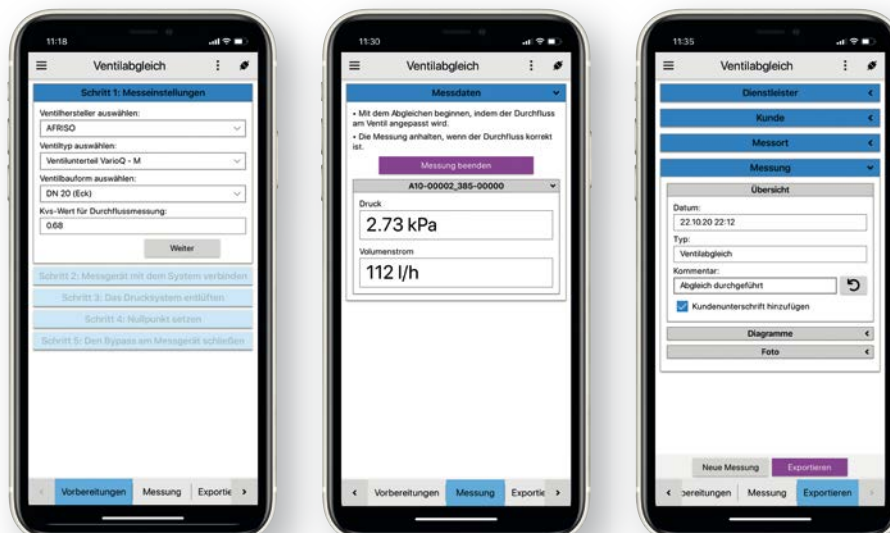 11:18
Ventilabgleich
Schritt 1: Messeinstellungen
Ventilhersteller auswählen:
AFRISO
Ventiltyp auswählen:
Ventilunterteil VarioQ - M
Ventilbauform auswählen:
DN 20 (Eck)
Kvs-Wert für Durchflussmessung:
0.68
Weiter
Schritt 2: Messgerät mit dem System verbinden
Schritt 3: Das Drucksystem entlüften
Schritt 4: Nullpunkt setzen
Schritt 5: Den Bypass am Messgerät schließen
Vorbereitungen Messung Exportie
11:30
Ventilabgleich
Messdaten
• Mit dem Abgleichen beginnen, indem der Durchfluss
am Ventil angepasst wird.
• Die Messung anhalten, wenn der Durchfluss korrekt
ist.
Messung beenden
A10-00002_385-00000
Druck
2.73 kPa
Volumenstrom
112 l/h
Vorbereitungen Messung Exportie
11:35
Ventilabgleich
Dienstleister
Kunde
Messort
Messung
Übersicht
Datum:
22.10.20 22:12
Typ:
Ventilabgleich
Kommentar:
Abgleich durchgeführt
Kundenunterschrift hinzufügen
Diagramme
Foto
Neue Messung Exportieren
ereitungen Messung Exportieren